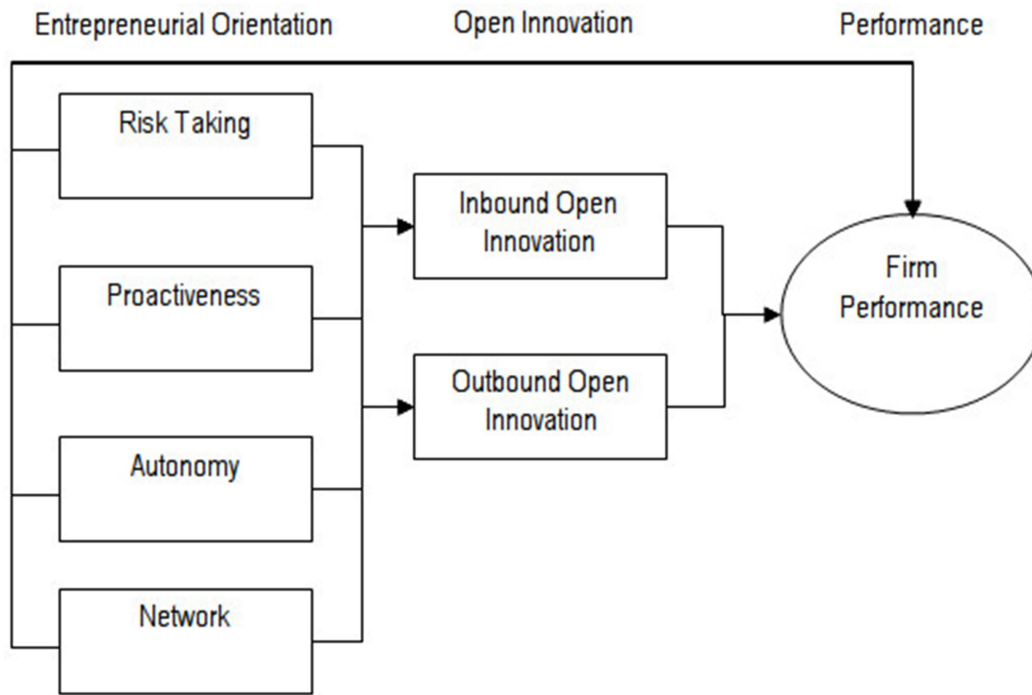 Entrepreneurial Orientation
Open Innovation
Performance
Risk Taking
Proactiveness
Autonomy
Network
Inbound Open
Innovation
Outbound Open
Innovation
Firm
Performance